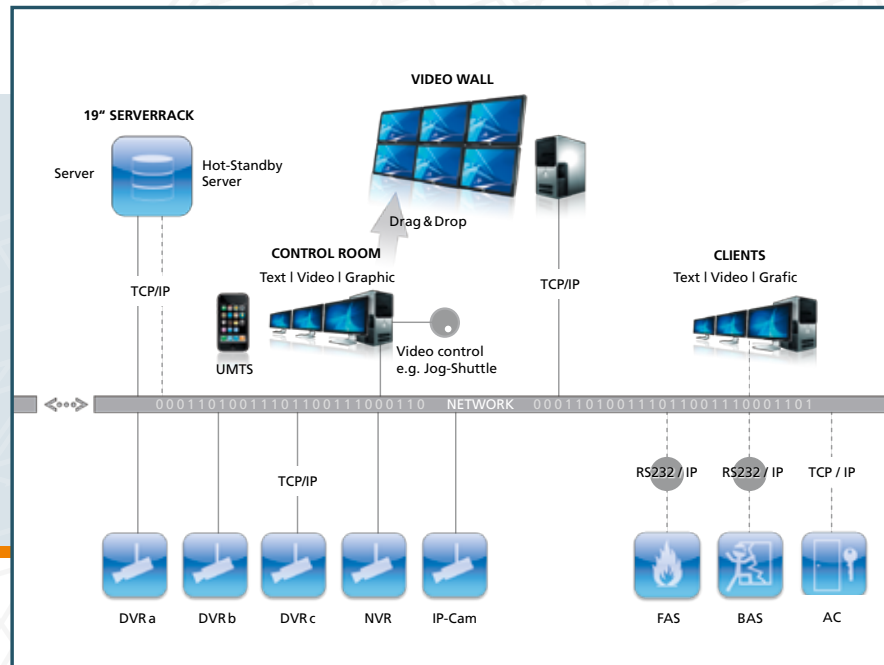 VIDEO WALL
19“ SERVERRACK
Server
Hot-Standby
Server
Drag & Drop
CONTROL ROOM
Text l Video l Graphic
CLIENTS
Text l Video l Grafic
TCP/IP
TCP/IP
UMTS
Video control
e.g. Jog-Shuttle
00011010011101100111000110 NETWORK 000110100111011001110001101
TCP/IP
RS232 / IP
RS232 / IP
TCP / IP
DVR a
DVR b
DVR c
NVR
IP-Cam
FAS
BAS
AC